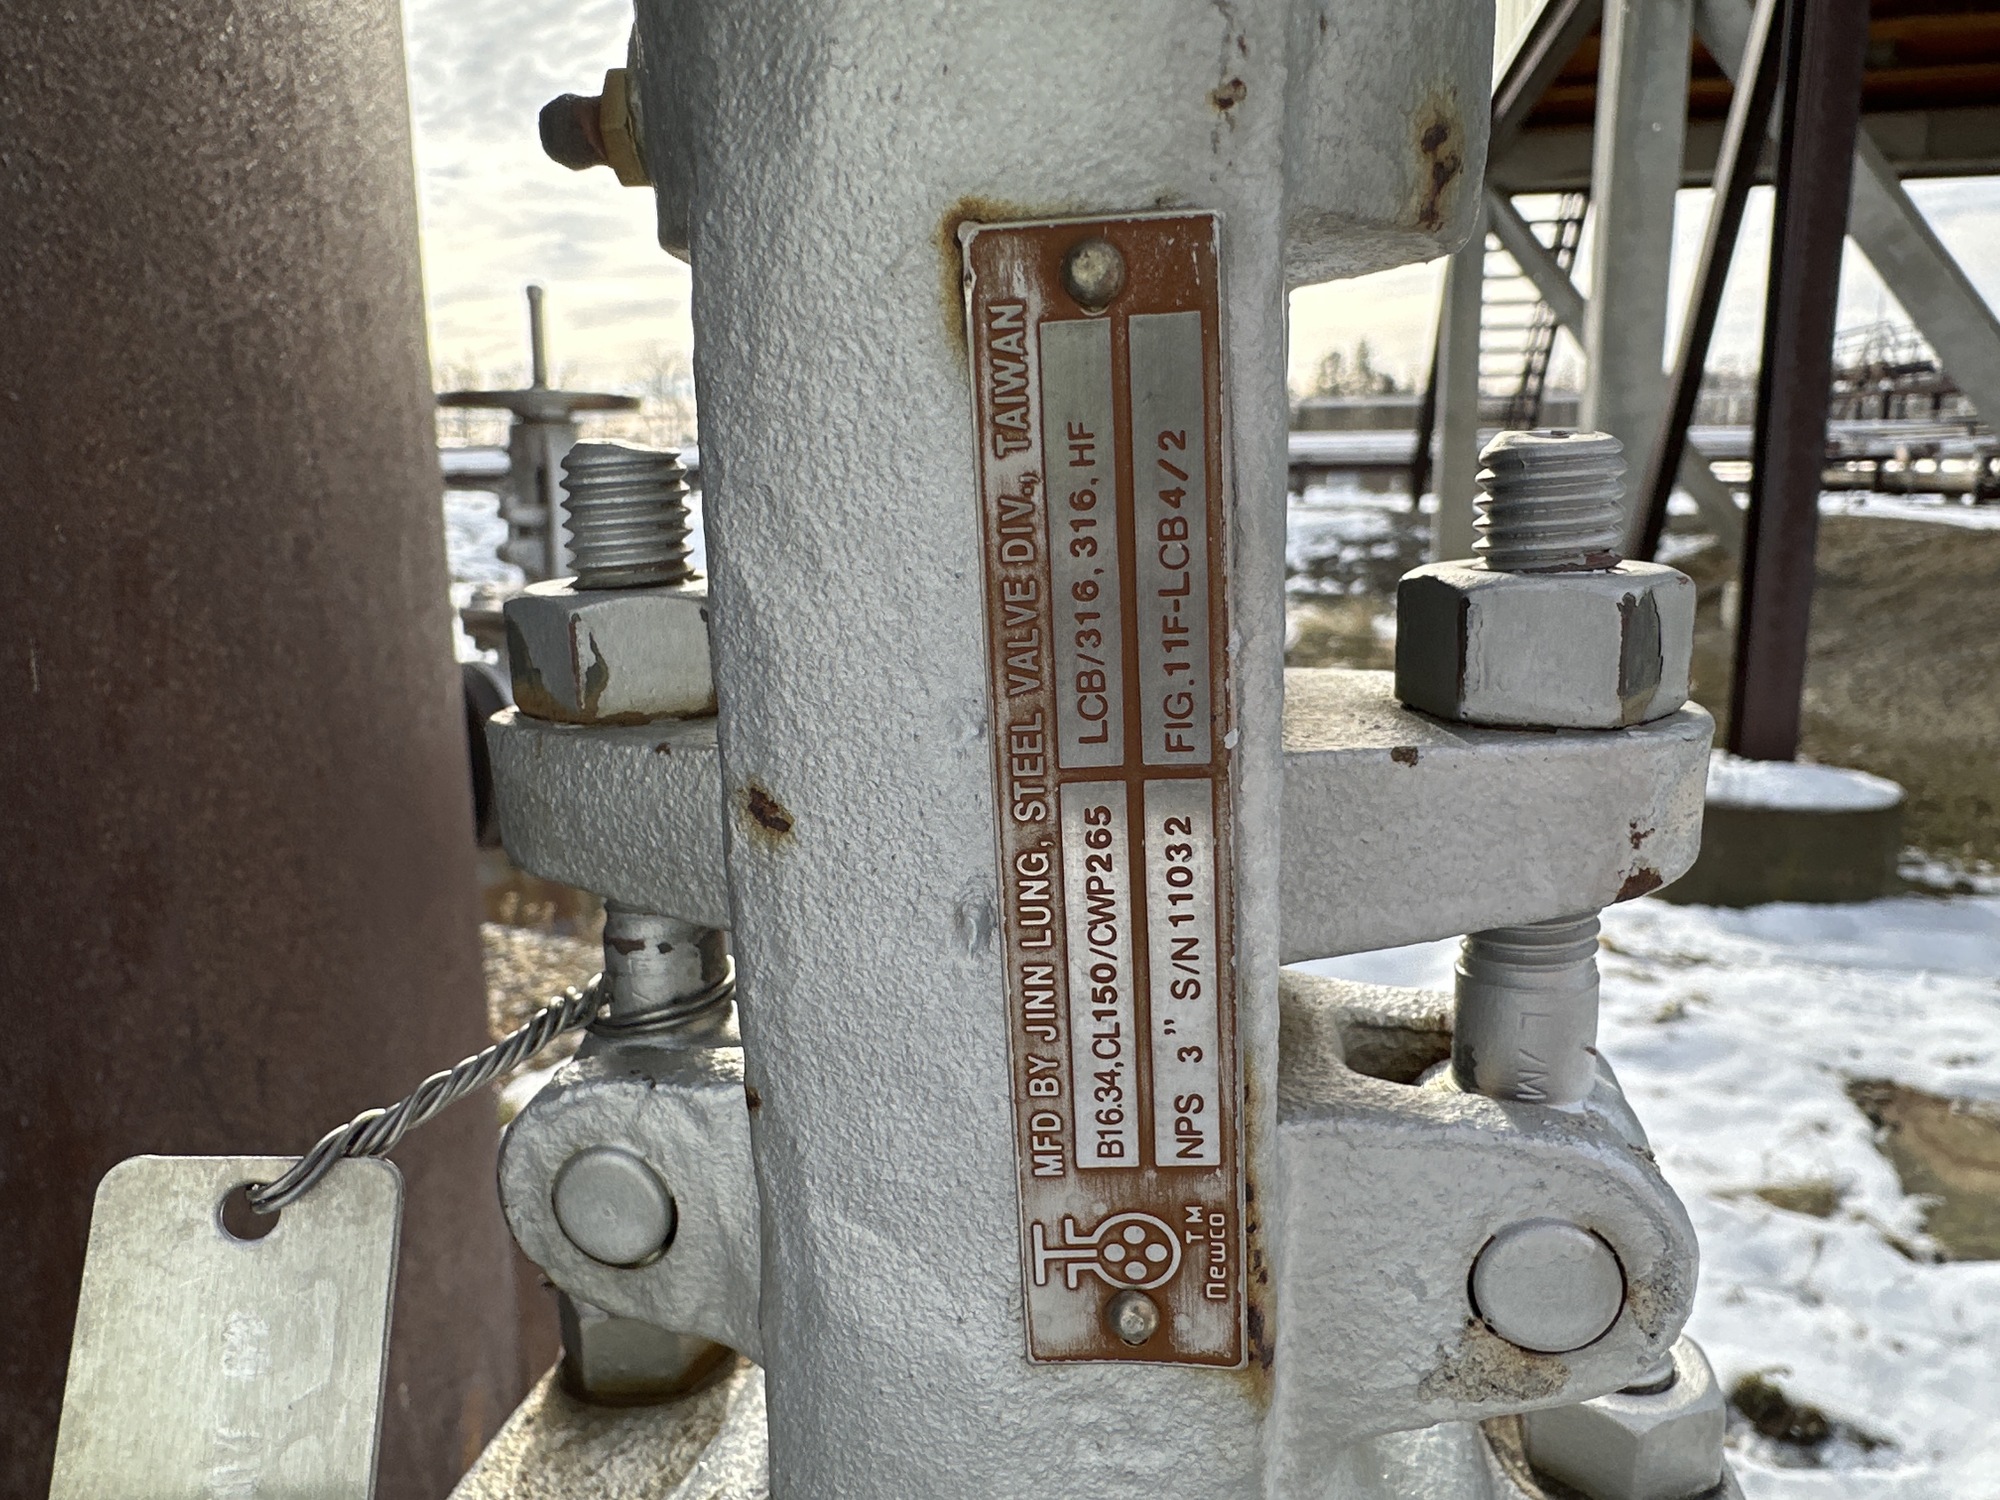 MFD BY JINN LUNG, STEEL VALVE DIV., TAIWAN
B16.34,CL150/CWP265
LCB/316, 316, HF
NPS 3" S/N11032
FIG.11F-LCB4/2
TM
newco
L7M